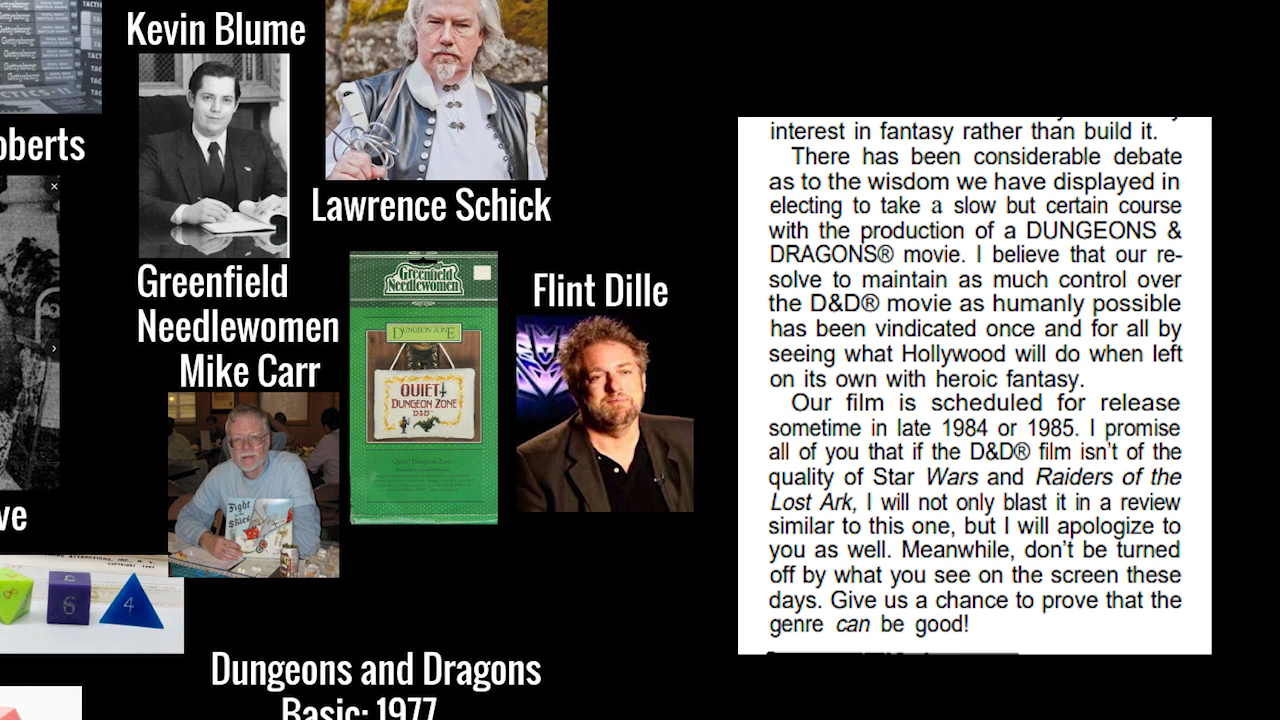 Kevin Blume
Lawrence Schick
oberts
Greenfield
Needlewomen
Mike Carr
Flint Dille
Greenfield
Needlewomen
DUNGEON ZONE
QUIET
DUNGEON ZONE
D&D
Fight
in the
Skies
ve
6
4
Dungeons and Dragons
Basic: 1977
interest in fantasy rather than build it.
There has been considerable debate
as to the wisdom we have displayed in
electing to take a slow but certain course
with the production of a DUNGEONS &
DRAGONS® movie. I believe that our re-
solve to maintain as much control over
the D&D® movie as humanly possible
has been vindicated once and for all by
seeing what Hollywood will do when left
on its own with heroic fantasy.
Our film is scheduled for release
sometime in late 1984 or 1985. I promise
all of you that if the D&D® film isn't of the
quality of Star Wars and Raiders of the
Lost Ark, I will not only blast it in a review
similar to this one, but I will apologize to
you as well. Meanwhile, don't be turned
off by what you see on the screen these
days. Give us a chance to prove that the
genre can be good!